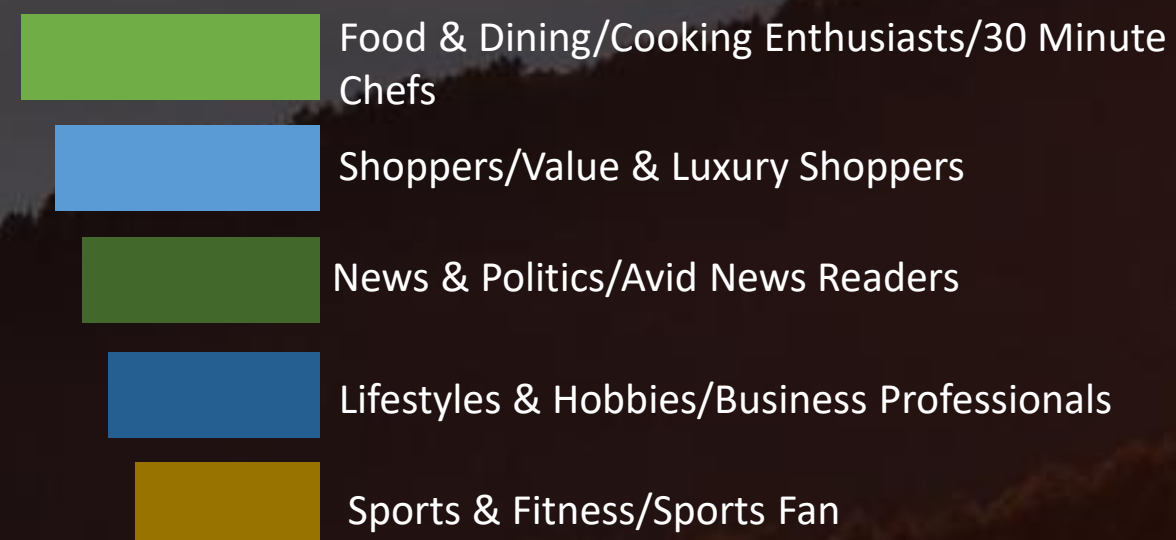 Food & Dining/Cooking Enthusiasts/30 Minute
Chefs
Shoppers/Value & Luxury Shoppers
News & Politics/Avid News Readers
Lifestyles & Hobbies/Business Professionals
Sports & Fitness/Sports Fan